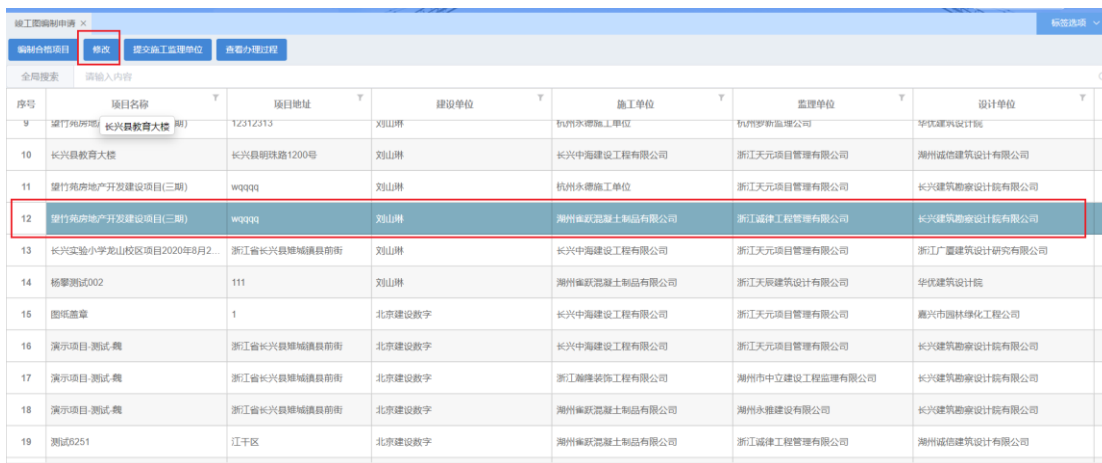 竣工图编制申请 ×
标签选项
编制合格项目 修改 提交施工监理单位 查看办理过程
全局搜索 请输入内容
序号 项目名称 项目地址 建设单位 施工单位 监理单位 设计单位
9 望竹苑房地 12312313 刘山琳 杭州永德施工单位 杭州罗新监理公司 华优建筑设计院
长兴县教育大楼
10 长兴县教育大楼 长兴县明珠路1200号 刘山琳 长兴中海建设工程有限公司 浙江天元项目管理有限公司 湖州诚信建筑设计有限公司
11 望竹苑房地产开发建设项目(三期) wqqqq 刘山琳 杭州永德施工单位 浙江天元项目管理有限公司 长兴建筑勘察设计院有限公司
12 望竹苑房地产开发建设项目(三期) wqqqq 刘山琳 湖州雀跃混凝土制品有限公司 浙江诚律工程管理有限公司 长兴建筑勘察设计院有限公司
13 长兴实验小学龙山校区项目2020年8月2... 浙江省长兴县雉城镇县前街 刘山琳 长兴中海建设工程有限公司 浙江天元项目管理有限公司 浙江广厦建筑设计研究有限公司
14 杨攀测试002 111 刘山琳 湖州雀跃混凝土制品有限公司 浙江天辰建筑设计有限公司 华优建筑设计院
15 图纸盖章 1 北京建设数字 长兴中海建设工程有限公司 浙江天元项目管理有限公司 嘉兴市园林绿化工程公司
16 演示项目-测试-魏 浙江省长兴县雉城镇县前街 北京建设数字 长兴中海建设工程有限公司 浙江天元项目管理有限公司 长兴建筑勘察设计院有限公司
17 演示项目-测试-魏 浙江省长兴县雉城镇县前街 北京建设数字 浙江瀚隆装饰工程有限公司 湖州市中立建设工程监理有限公司 长兴建筑勘察设计院有限公司
18 演示项目-测试-魏 浙江省长兴县雉城镇县前街 北京建设数字 湖州雀跃混凝土制品有限公司 湖州永雅建设有限公司 长兴建筑勘察设计院有限公司
19 测试6251 江干区 北京建设数字 湖州雀跃混凝土制品有限公司 浙江诚律工程管理有限公司 湖州诚信建筑设计有限公司